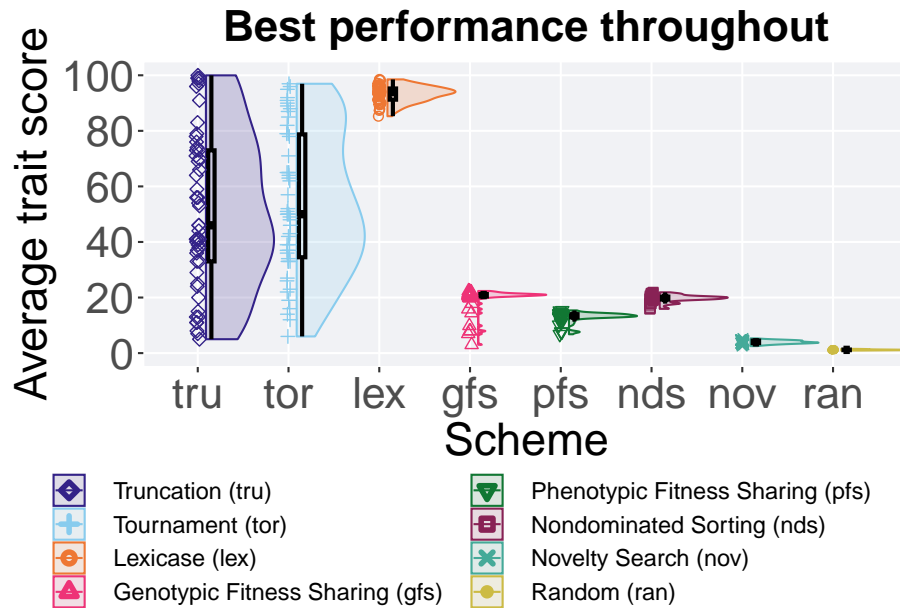 Best performance throughout
Average trait score
100
80
60
40
20
0
tru tor lex gfs pfs nds nov ran
Scheme
Truncation (tru)
Tournament (tor)
Lexicase (lex)
Genotypic Fitness Sharing (gfs)
Phenotypic Fitness Sharing (pfs)
Nondominated Sorting (nds)
Novelty Search (nov)
Random (ran)